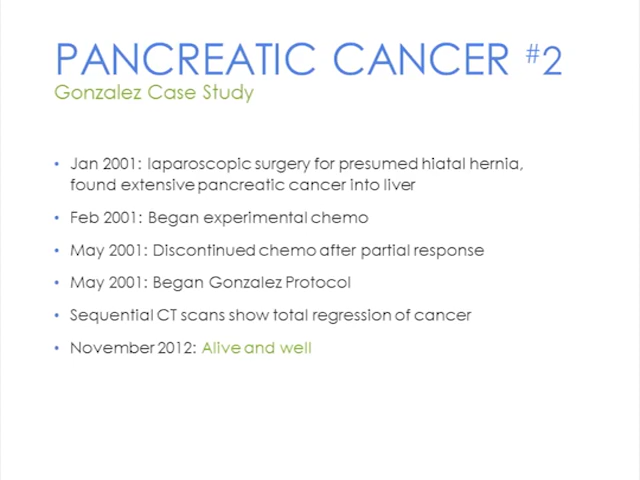 PANCREATIC CANCER #2
Gonzalez Case Study
• Jan 2001: laparoscopic surgery for presumed hiatal hernia,
found extensive pancreatic cancer into liver
• Feb 2001: Began experimental chemo
• May 2001: Discontinued chemo after partial response
• May 2001: Began Gonzalez Protocol
• Sequential CT scans show total regression of cancer
• November 2012: Alive and well